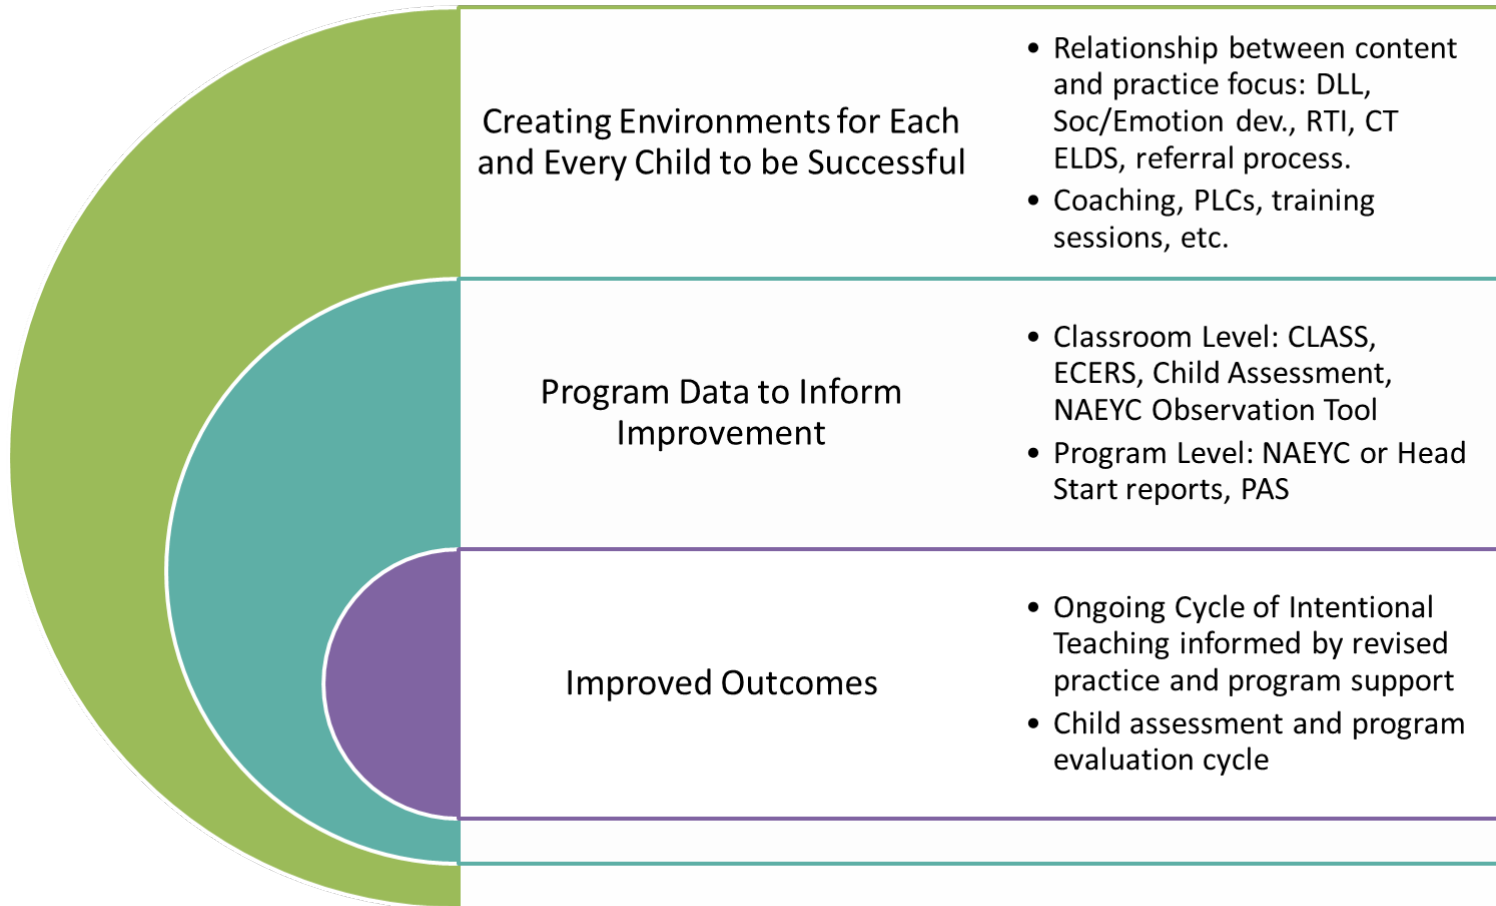 Creating Environments for Each
and Every Child to be Successful
• Relationship between content
and practice focus: DLL,
Soc/Emotion dev., RTI, CT
ELDS, referral process.
• Coaching, PLCs, training
sessions, etc.
Program Data to Inform
Improvement
• Classroom Level: CLASS,
ECERS, Child Assessment,
NAEYC Observation Tool
• Program Level: NAEYC or Head
Start reports, PAS
Improved Outcomes
• Ongoing Cycle of Intentional
Teaching informed by revised
practice and program support
• Child assessment and program
evaluation cycle